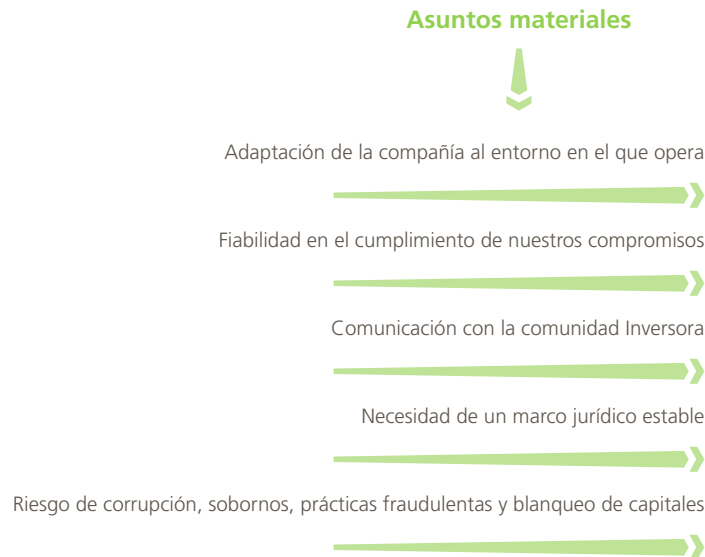 Asuntos materiales
Adaptación de la compañía al entorno en el que opera
Fiabilidad en el cumplimiento de nuestros compromisos
Comunicación con la comunidad Inversora
Necesidad de un marco jurídico estable
Riesgo de corrupción, sobornos, prácticas fraudulentas y blanqueo de capitales